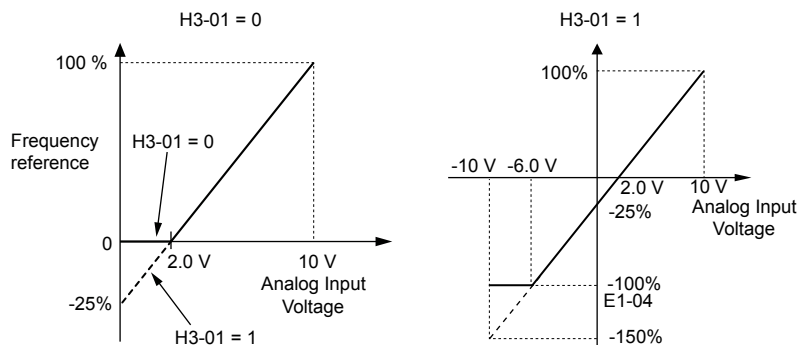 H3-01 = 0
100 %
Frequency
reference
H3-01 = 0
0
2.0 V
10 V
Analog Input
Voltage
-25%
H3-01 = 1
H3-01 = 1
100%
-10 V
-6.0 V
2.0 V
10 V
Analog Input
Voltage
-25%
-100%
E1-04
-150%